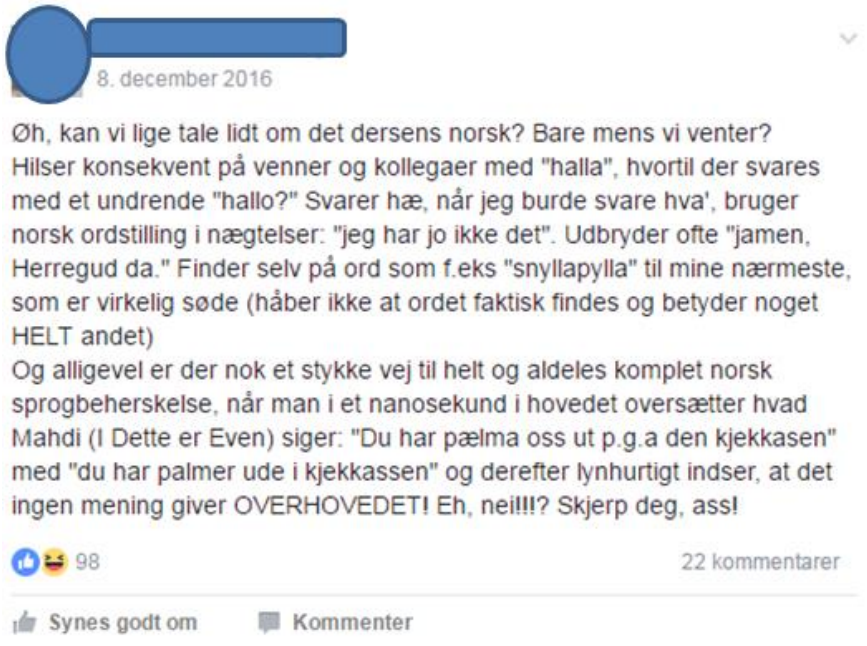 8. december 2016
Øh, kan vi lige tale lidt om det dersens norsk? Bare mens vi venter?
Hilser konsekvent på venner og kollegaer med "halla", hvortil der svares
med et undrende "hallo?" Svarer hæ, når jeg burde svare hva', bruger
norsk ordstilling i nægtelser: "jeg har jo ikke det". Udbryder ofte "jamen,
Herregud da." Finder selv på ord som f.eks "snyllapylla" til mine nærmeste,
som er virkelig søde (håber ikke at ordet faktisk findes og betyder noget
HELT andet)
Og alligevel er der nok et stykke vej til helt og aldeles komplet norsk
sprogbeherskelse, når man i et nanosekund i hovedet oversætter hvad
Mahdi (I Dette er Even) siger: "Du har pælma oss ut p.g.a den kjekkasen"
med "du har palmer ude i kjekkassen" og derefter lynhurtigt indser, at det
ingen mening giver OVERHOVEDET! Eh, nei!!!? Skjerp deg, ass!
98
22 kommentarer
Synes godt om
Kommenter